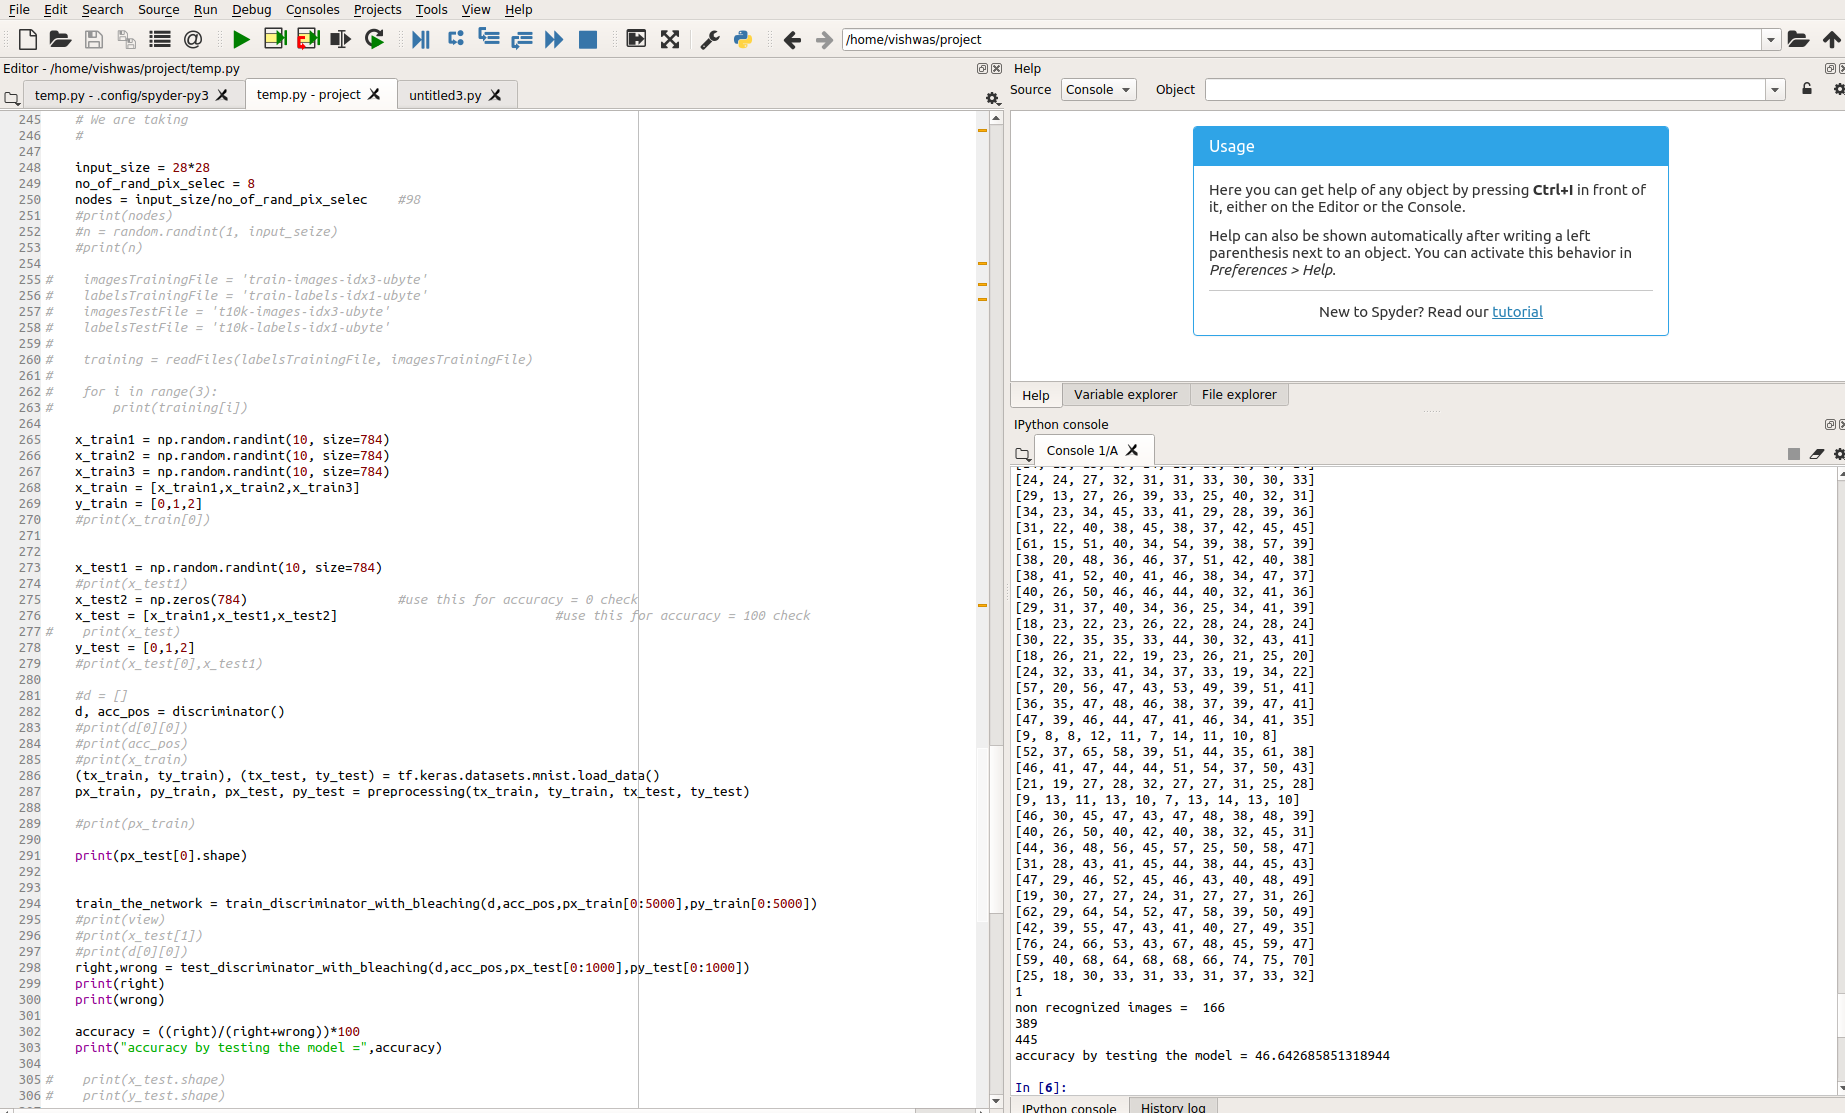 File Edit Search Source Run Debug Consoles Projects Tools View Help
/home/vishwas/project
Editor - /home/vishwas/project/temp.py
temp.py - .config/spyder-py3
temp.py - project
untitled3.py
245 # We are taking
246 #
247
248 input_size = 28*28
249 no_of_rand_pix_selec = 8
250 nodes = input_size/no_of_rand_pix_selec #98
251 #print(nodes)
252 #n = random.randint(1, input_seize)
253 #print(n)
254
255 # imagesTrainingFile = 'train-images-idx3-ubyte'
256 # labelsTrainingFile = 'train-labels-idx1-ubyte'
257 # imagesTestFile = 't10k-images-idx3-ubyte'
258 # labelsTestFile = 't10k-labels-idx1-ubyte'
259 #
260 # training = readFiles(labelsTrainingFile, imagesTrainingFile)
261 #
262 # for i in range(3):
263 # print(training[i])
264
265 x_train1 = np.random.randint(10, size=784)
266 x_train2 = np.random.randint(10, size=784)
267 x_train3 = np.random.randint(10, size=784)
268 x_train = [x_train1,x_train2,x_train3]
269 y_train = [0,1,2]
270 #print(x_train[0])
271
272
273 x_test1 = np.random.randint(10, size=784)
274 #print(x_test1)
275 x_test2 = np.zeros(784) #use this for accuracy = 0 check
276 x_test = [x_train1,x_test1,x_test2] #use this for accuracy = 100 check
277 # print(x_test)
278 y_test = [0,1,2]
279 #print(x_test[0],x_test1)
280
281 #d = []
282 d, acc_pos = discriminator()
283 #print(d[0][0])
284 #print(acc_pos)
285 #print(x_train)
286 (tx_train, ty_train), (tx_test, ty_test) = tf.keras.datasets.mnist.load_data()
287 px_train, py_train, px_test, py_test = preprocessing(tx_train, ty_train, tx_test, ty_test)
288
289 #print(px_train)
290
291 print(px_test[0].shape)
292
293
294 train_the_network = train_discriminator_with_bleaching(d,acc_pos,px_train[0:5000],py_train[0:5000])
295 #print(view)
296 #print(x_test[1])
297 #print(d[0][0])
298 right,wrong = test_discriminator_with_bleaching(d,acc_pos,px_test[0:1000],py_test[0:1000])
299 print(right)
300 print(wrong)
301
302 accuracy = ((right)/(right+wrong))*100
303 print("accuracy by testing the model =",accuracy)
304
305 # print(x_test.shape)
306 # print(y_test.shape)
Help
Source Console Object
Usage
Here you can get help of any object by pressing Ctrl+I in front of
it, either on the Editor or the Console.
Help can also be shown automatically after writing a left
parenthesis next to an object. You can activate this behavior in
Preferences > Help.
New to Spyder? Read our tutorial
Help Variable explorer File explorer
IPython console
Console 1/A
[24, 24, 27, 32, 31, 31, 33, 30, 30, 33]
[29, 13, 27, 26, 39, 33, 25, 40, 32, 31]
[34, 23, 34, 45, 33, 41, 29, 28, 39, 36]
[31, 22, 40, 38, 45, 38, 37, 42, 45, 45]
[61, 15, 51, 40, 34, 54, 39, 38, 57, 39]
[38, 20, 48, 36, 46, 37, 51, 42, 40, 38]
[38, 41, 52, 40, 41, 46, 38, 34, 47, 37]
[40, 26, 50, 46, 46, 44, 40, 32, 41, 36]
[29, 31, 37, 40, 34, 36, 25, 34, 41, 39]
[18, 23, 22, 23, 26, 22, 28, 24, 28, 24]
[30, 22, 35, 35, 33, 44, 30, 32, 43, 41]
[18, 26, 21, 22, 19, 23, 26, 21, 25, 20]
[24, 32, 33, 41, 34, 37, 33, 19, 34, 22]
[57, 20, 56, 47, 43, 53, 49, 39, 51, 41]
[36, 35, 47, 48, 46, 38, 37, 39, 47, 41]
[47, 39, 46, 44, 47, 41, 46, 34, 41, 35]
[9, 8, 8, 12, 11, 7, 14, 11, 10, 8]
[52, 37, 65, 58, 39, 51, 44, 35, 61, 38]
[46, 41, 47, 44, 44, 51, 54, 37, 50, 43]
[21, 19, 27, 28, 32, 27, 27, 31, 25, 28]
[9, 13, 11, 13, 10, 7, 13, 14, 13, 10]
[46, 30, 45, 47, 43, 47, 48, 38, 48, 39]
[40, 26, 50, 40, 42, 40, 38, 32, 45, 31]
[44, 36, 48, 56, 45, 57, 25, 50, 58, 47]
[31, 28, 43, 41, 45, 44, 38, 44, 45, 43]
[47, 29, 46, 52, 45, 46, 43, 40, 48, 49]
[19, 30, 27, 27, 24, 31, 27, 27, 31, 26]
[62, 29, 64, 54, 52, 47, 58, 39, 50, 49]
[42, 39, 55, 47, 43, 41, 40, 27, 49, 35]
[76, 24, 66, 53, 43, 67, 48, 45, 59, 47]
[59, 40, 68, 64, 68, 68, 66, 74, 75, 70]
[25, 18, 30, 33, 31, 33, 31, 37, 33, 32]
1
non recognized images = 166
389
445
accuracy by testing the model = 46.642685851318944
In [6]:
IPython console History log